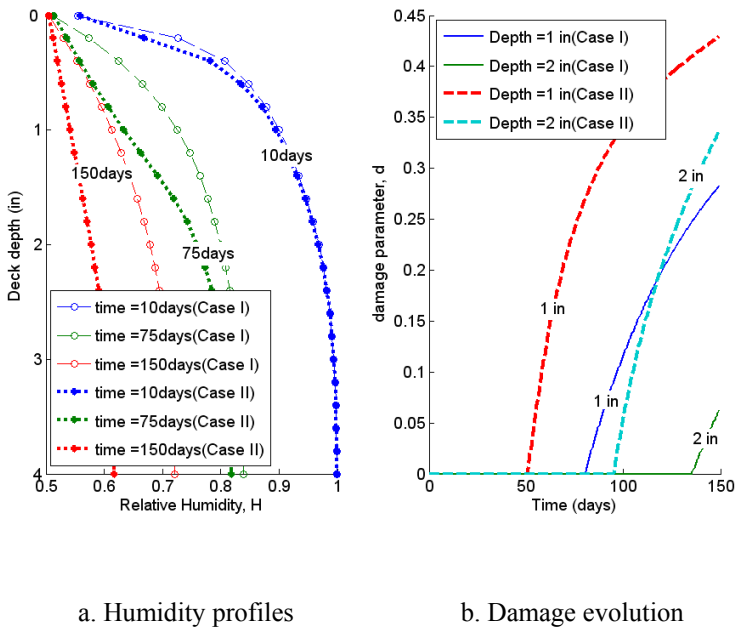 0
1
2
3
4
Deck depth (in)
10days
150days
75days
time =10days(Case I)
time =75days(Case I)
time =150days(Case I)
time =10days(Case II)
time =75days(Case II)
time =150days(Case II)
0.5
0.6
0.7
0.8
0.9
1
Relative Humidity, H
0.45
0.4
0.35
0.3
0.25
0.2
0.15
0.1
0.05
0
damage parameter, d
Depth =1 in(Case I)
Depth =2 in(Case I)
Depth =1 in(Case II)
Depth =2 in(Case II)
2 in
1 in
1 in
2 in
0
50
100
150
Time (days)
a. Humidity profiles
b. Damage evolution